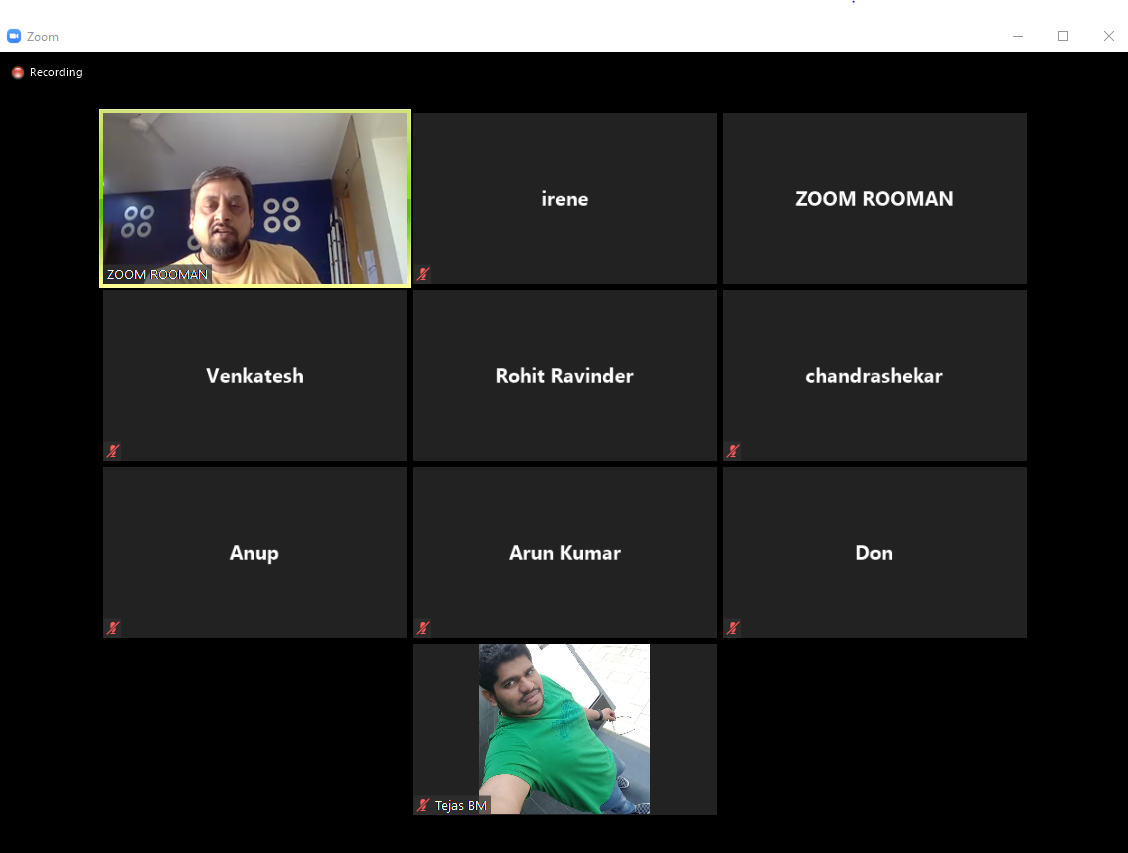 Zoom
Recording
ZOOM ROOMAN
irene
ZOOM ROOMAN
Venkatesh
Rohit Ravinder
chandrashekar
Anup
Arun Kumar
Don
Tejas BM